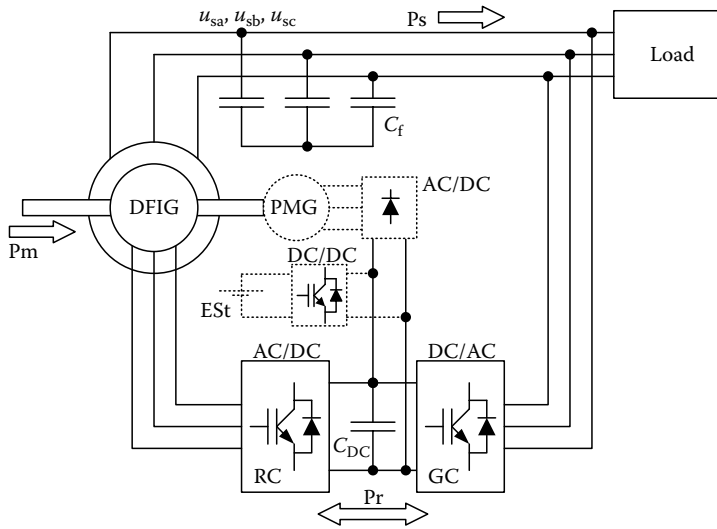 u_sa, u_sb, u_sc
Ps
Load
C_f
AC/DC
DFIG
PMG
Pm
DC/DC
ESt
AC/DC
DC/AC
C_DC
RC
GC
Pr